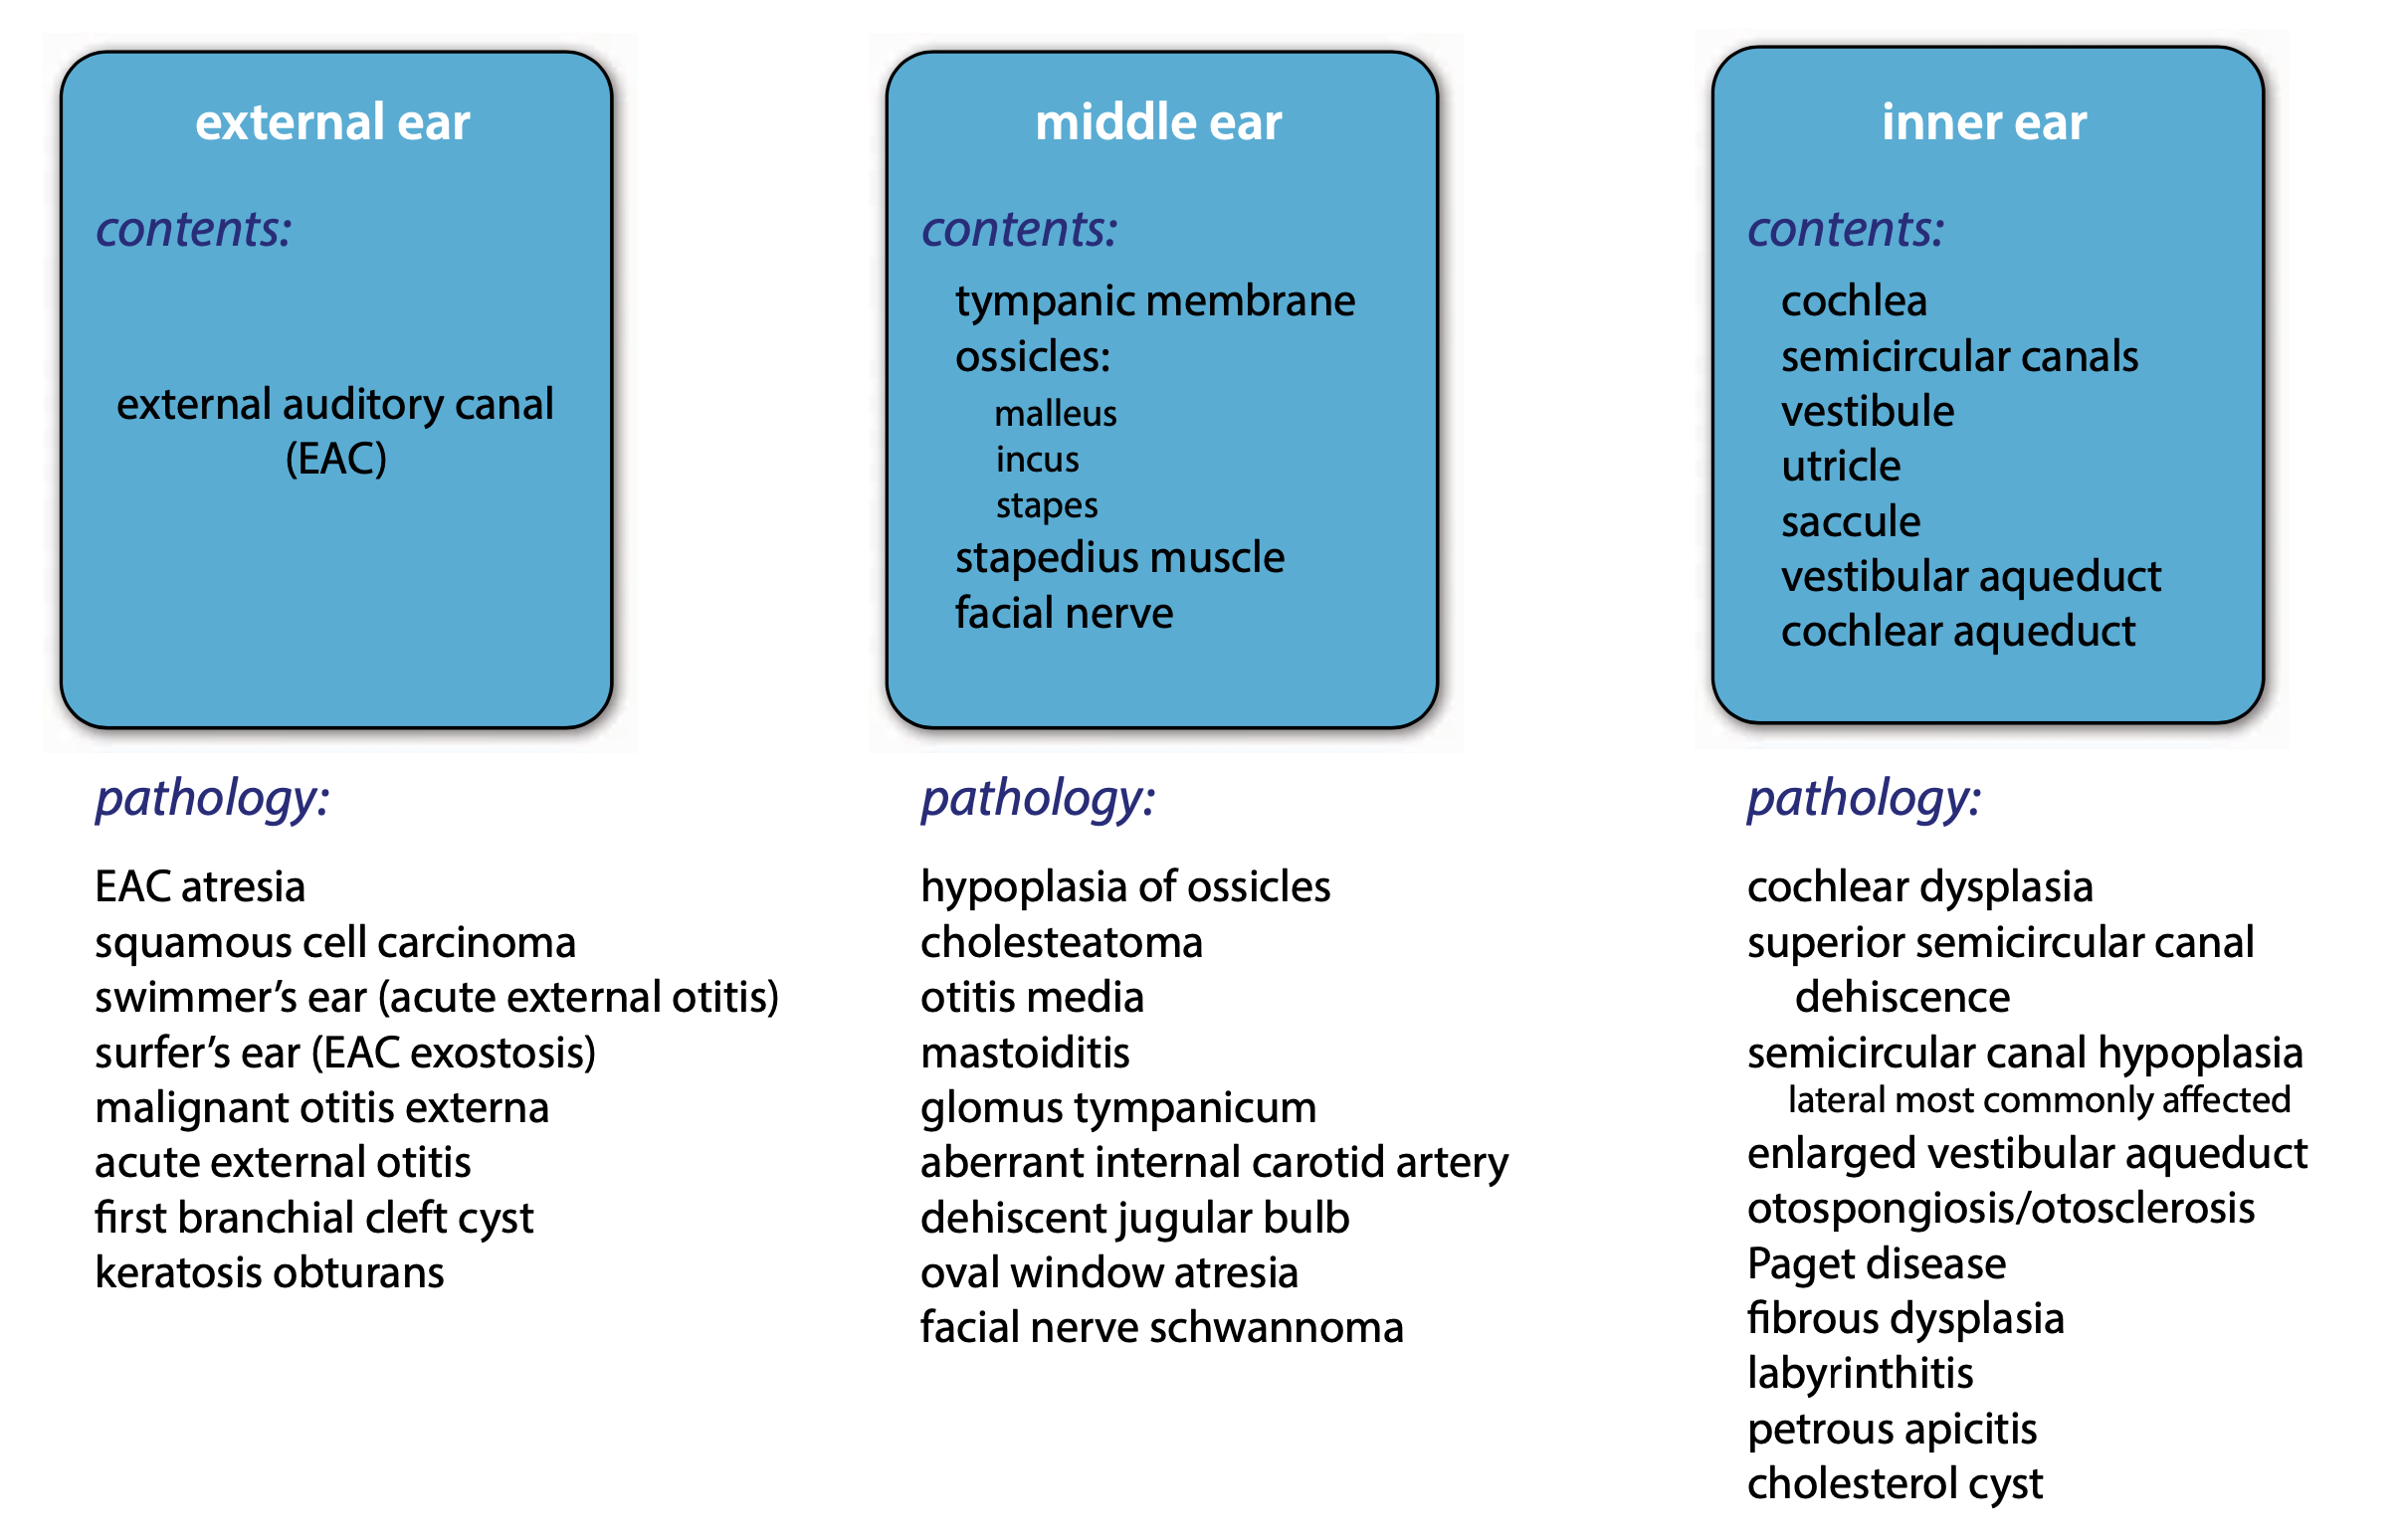 external ear
contents:
external auditory canal
(EAC)
pathology:
EAC atresia
squamous cell carcinoma
swimmer’s ear (acute external otitis)
surfer’s ear (EAC exostosis)
malignant otitis externa
acute external otitis
first branchial cleft cyst
keratosis obturans
middle ear
contents:
tympanic membrane
ossicles:
malleus
incus
stapes
stapedius muscle
facial nerve
pathology:
hypoplasia of ossicles
cholesteatoma
otitis media
mastoiditis
glomus tympanicum
aberrant internal carotid artery
dehiscent jugular bulb
oval window atresia
facial nerve schwannoma
inner ear
contents:
cochlea
semicircular canals
vestibule
utricle
saccule
vestibular aqueduct
cochlear aqueduct
pathology:
cochlear dysplasia
superior semicircular canal
dehiscence
semicircular canal hypoplasia
lateral most commonly affected
enlarged vestibular aqueduct
otospongiosis/otosclerosis
Paget disease
fibrous dysplasia
labyrinthitis
petrous apicitis
cholesterol cyst